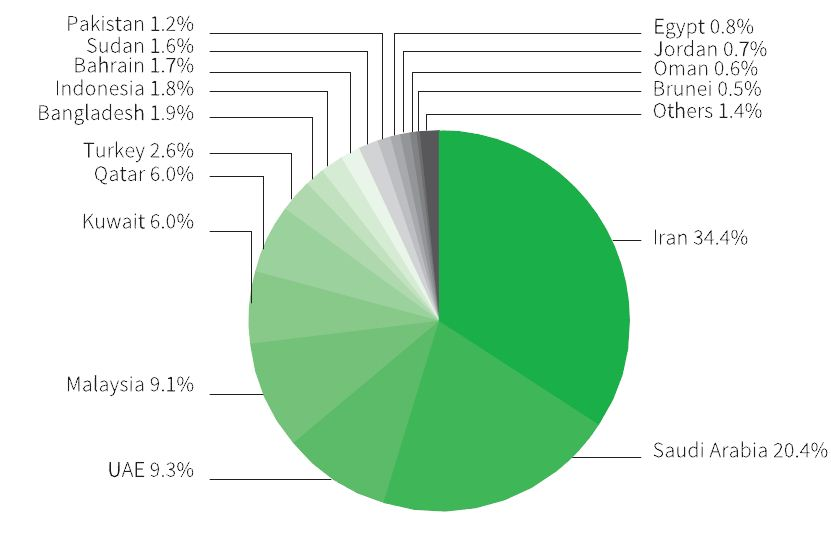 Pakistan 1.2%
Sudan 1.6%
Bahrain 1.7%
Indonesia 1.8%
Bangladesh 1.9%
Turkey 2.6%
Qatar 6.0%
Kuwait 6.0%
Malaysia 9.1%
UAE 9.3%
Egypt 0.8%
Jordan 0.7%
Oman 0.6%
Brunei 0.5%
Others 1.4%
Iran 34.4%
Saudi Arabia 20.4%